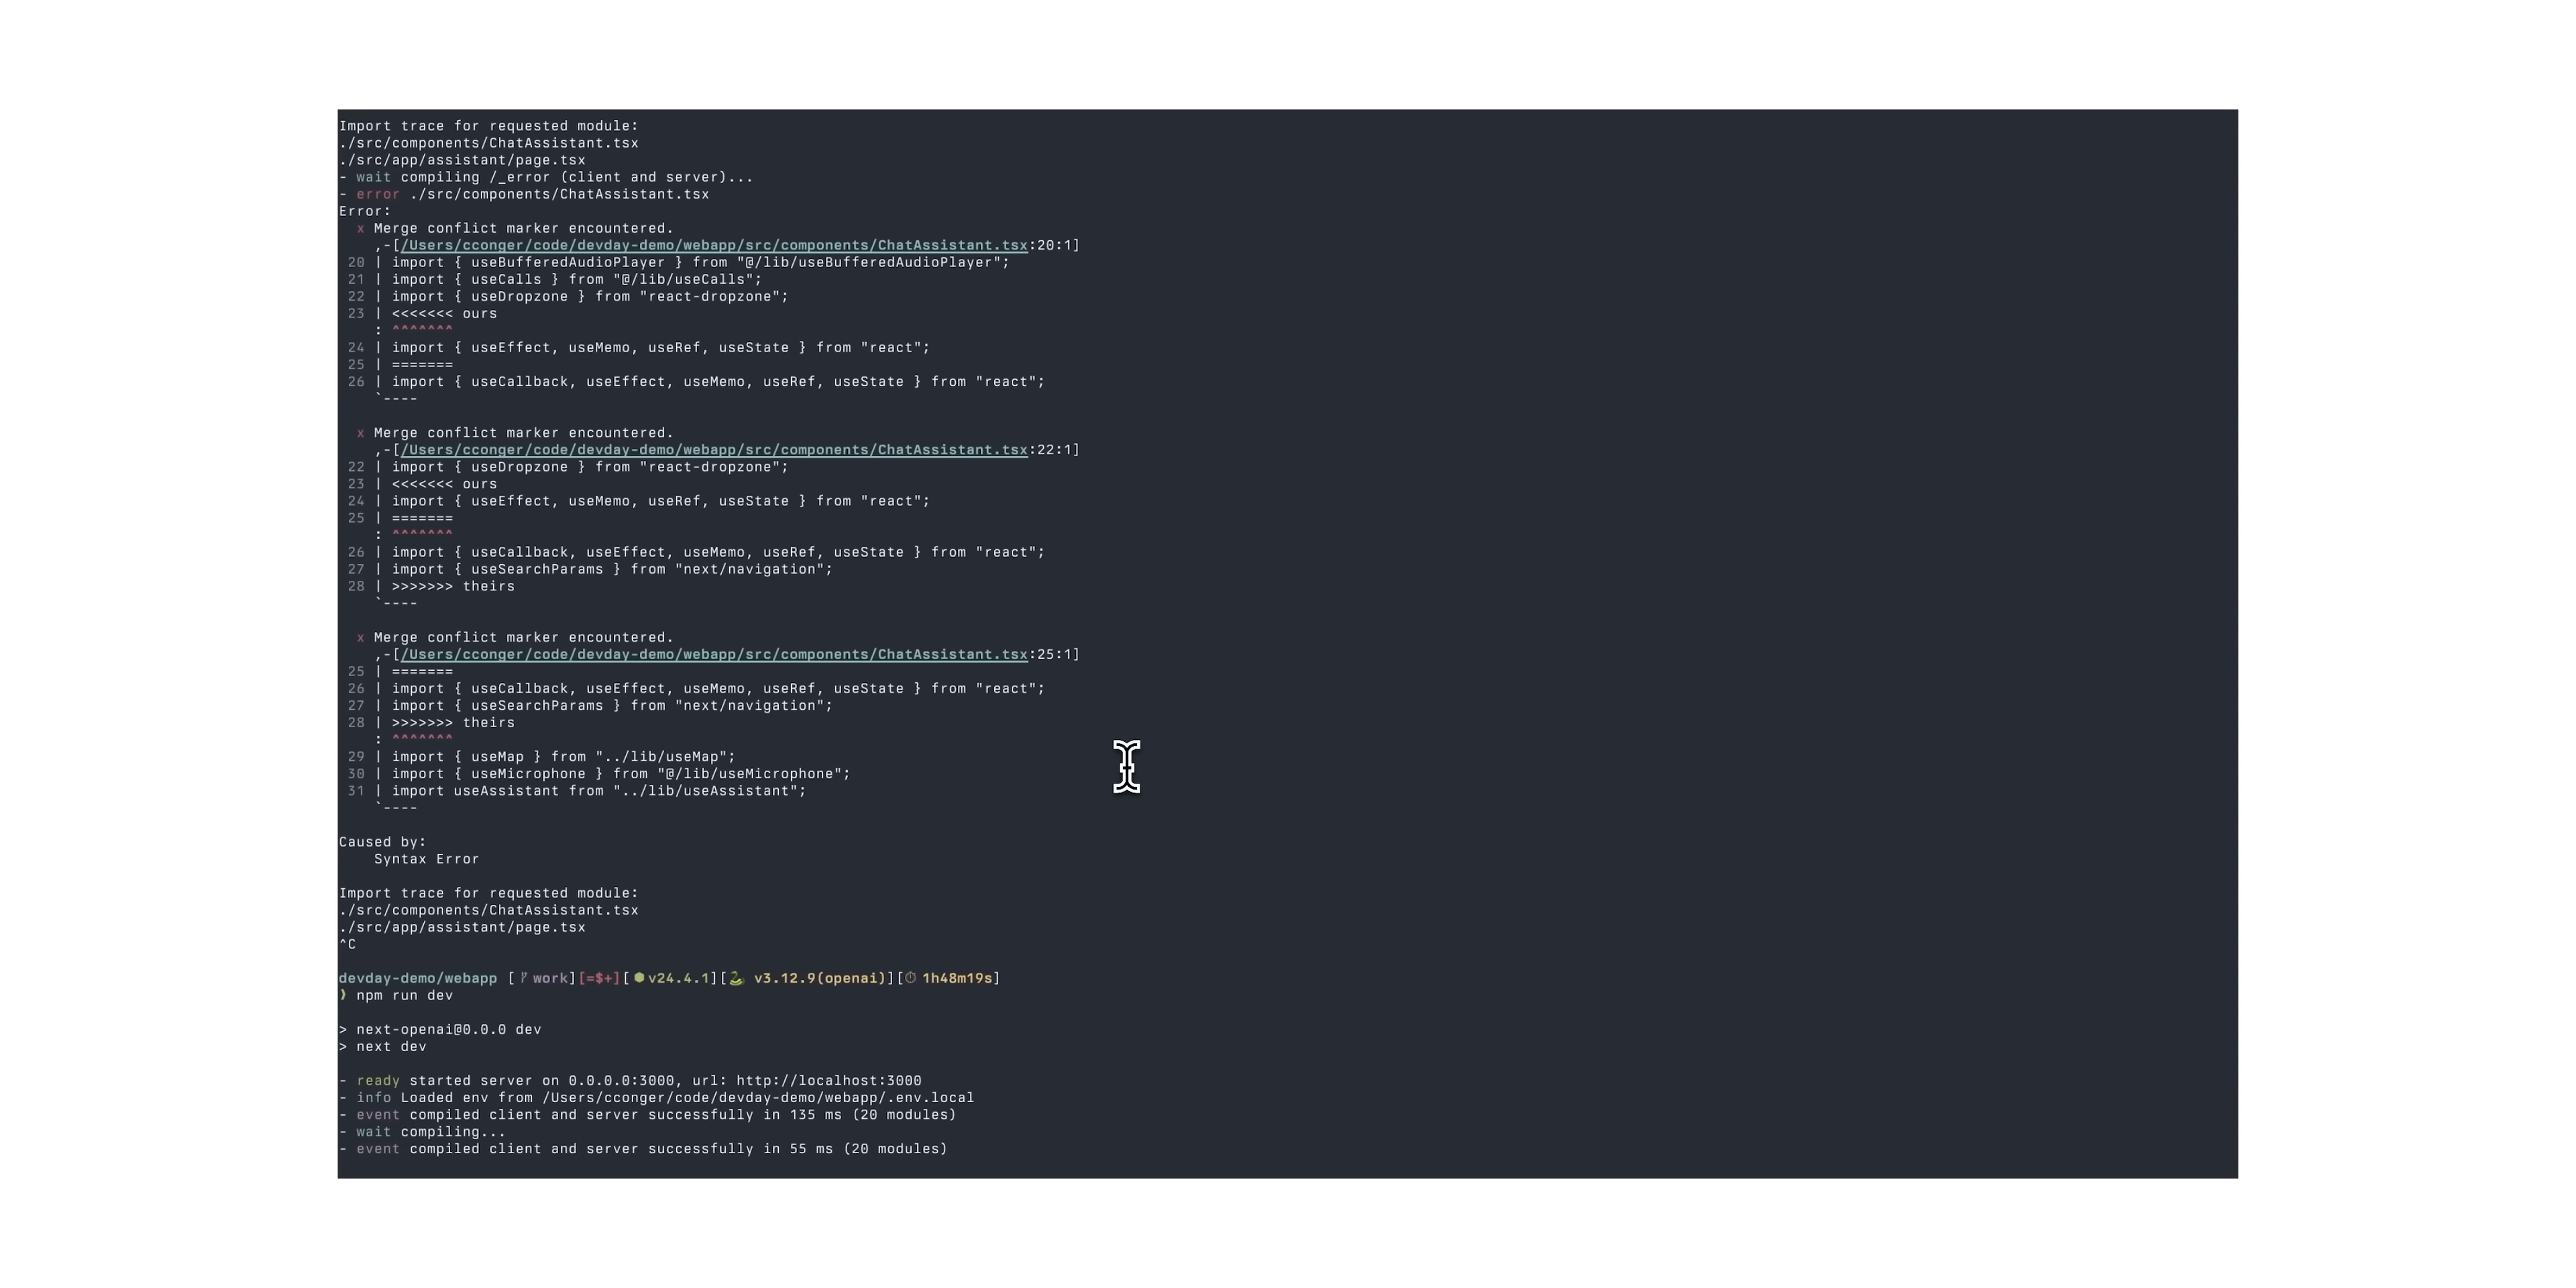 Import trace for requested module:
./src/components/ChatAssistant.tsx
./src/app/assistant/page.tsx
- wait compiling /_error (client and server)...
- error ./src/components/ChatAssistant.tsx
Error:
  x Merge conflict marker encountered.
    ,-[/Users/cconger/code/devday-demo/webapp/src/components/ChatAssistant.tsx:20:1]
 20 | import { useBufferedAudioPlayer } from "@/lib/useBufferedAudioPlayer";
 21 | import { useCalls } from "@/lib/useCalls";
 22 | import { useDropzone } from "react-dropzone";
 23 | <<<<<<< ours
    : ^^^^^^^
 24 | import { useEffect, useMemo, useRef, useState } from "react";
 25 | =======
 26 | import { useCallback, useEffect, useMemo, useRef, useState } from "react";
    `----
  x Merge conflict marker encountered.
    ,-[/Users/cconger/code/devday-demo/webapp/src/components/ChatAssistant.tsx:22:1]
 22 | import { useDropzone } from "react-dropzone";
 23 | <<<<<<< ours
 24 | import { useEffect, useMemo, useRef, useState } from "react";
 25 | =======
    : ^^^^^^^
 26 | import { useCallback, useEffect, useMemo, useRef, useState } from "react";
 27 | import { useSearchParams } from "next/navigation";
 28 | >>>>>>> theirs
    `----
  x Merge conflict marker encountered.
    ,-[/Users/cconger/code/devday-demo/webapp/src/components/ChatAssistant.tsx:25:1]
 25 | =======
 26 | import { useCallback, useEffect, useMemo, useRef, useState } from "react";
 27 | import { useSearchParams } from "next/navigation";
 28 | >>>>>>> theirs
    : ^^^^^^^
 29 | import { useMap } from "../lib/useMap";
 30 | import { useMicrophone } from "@/lib/useMicrophone";
 31 | import useAssistant from "../lib/useAssistant";
    `----
Caused by:
    Syntax Error
Import trace for requested module:
./src/components/ChatAssistant.tsx
./src/app/assistant/page.tsx
^C
devday-demo/webapp [work][=$+][v24.4.1][🐍 v3.12.9(openai)][⏱ 1h48m19s]
❯ npm run dev
> next-openai@0.0.0 dev
> next dev
- ready started server on 0.0.0.0:3000, url: http://localhost:3000
- info Loaded env from /Users/cconger/code/devday-demo/webapp/.env.local
- event compiled client and server successfully in 135 ms (20 modules)
- wait compiling...
- event compiled client and server successfully in 55 ms (20 modules)